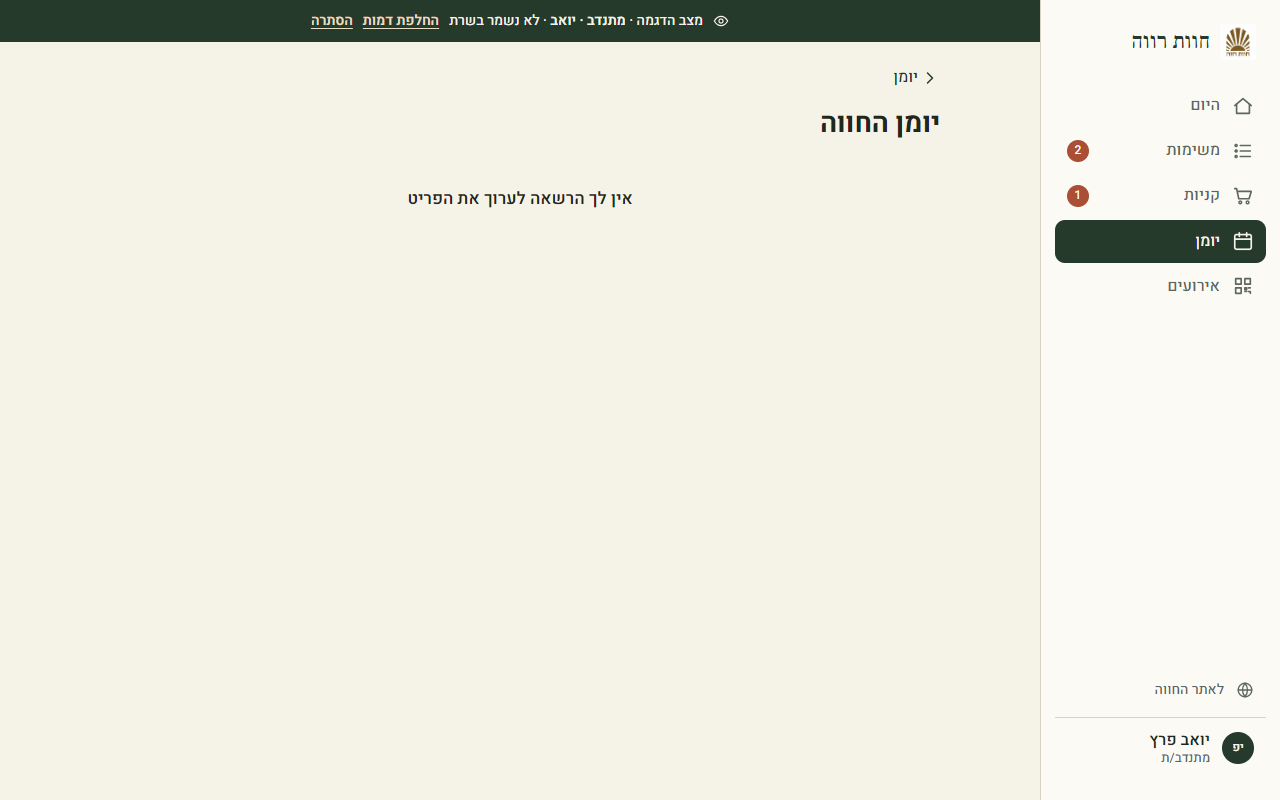 מצב הדגמה · מתנדב · יואב · לא נשמר בשרת החלפת דמות הסתרה
חוות רווה
היום
משימות 2
קניות 1
יומן
אירועים
לאתר החווה
יפ
יואב פרץ
מתנדב/ת
יומן
יומן החווה
אין לך הרשאה לערוך את הפריט